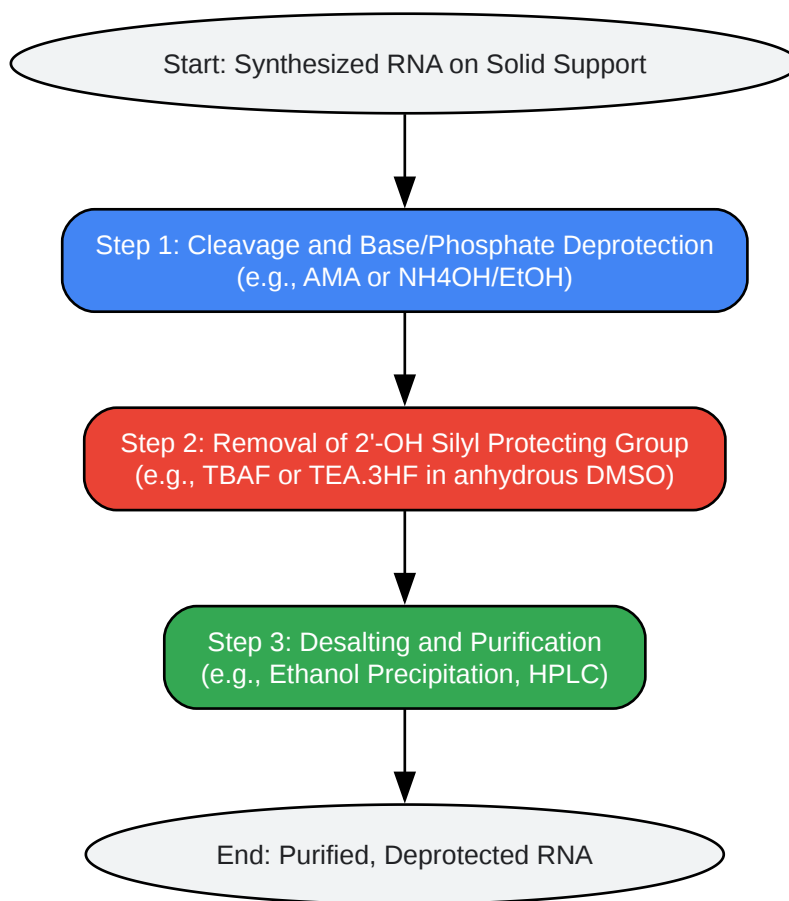 Start: Synthesized RNA on Solid Support
Step 1: Cleavage and Base/Phosphate Deprotection
(e.g., AMA or NH4OH/EtOH)
Step 2: Removal of 2'-OH Silyl Protecting Group
(e.g., TBAF or TEA.3HF in anhydrous DMSO)
Step 3: Desalting and Purification
(e.g., Ethanol Precipitation, HPLC)
End: Purified, Deprotected RNA